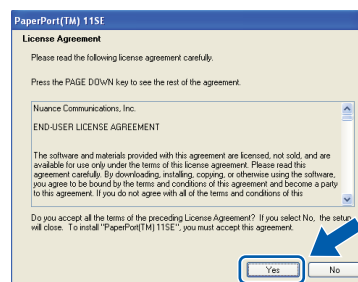 PaperPort(TM) 11SE
License Agreement
Please read the following license agreement carefully.
Press the PAGE DOWN key to see the rest of the agreement.
Nuance Communications, Inc.
END-USER LICENSE AGREEMENT
The software and materials provided with this agreement are licensed, not sold, and are
available for use only under the terms of this license agreement. Please read this
agreement carefully. By downloading, installing, copying, or otherwise using the software,
you agree to be bound by the terms and conditions of this agreement and become a party
to this agreement. If you do not agree with all of the terms and conditions of this
Do you accept all the terms of the preceding License Agreement? If you select No, the setup
will close. To install "PaperPort(TM) 11SE", you must accept this agreement.
Yes
No